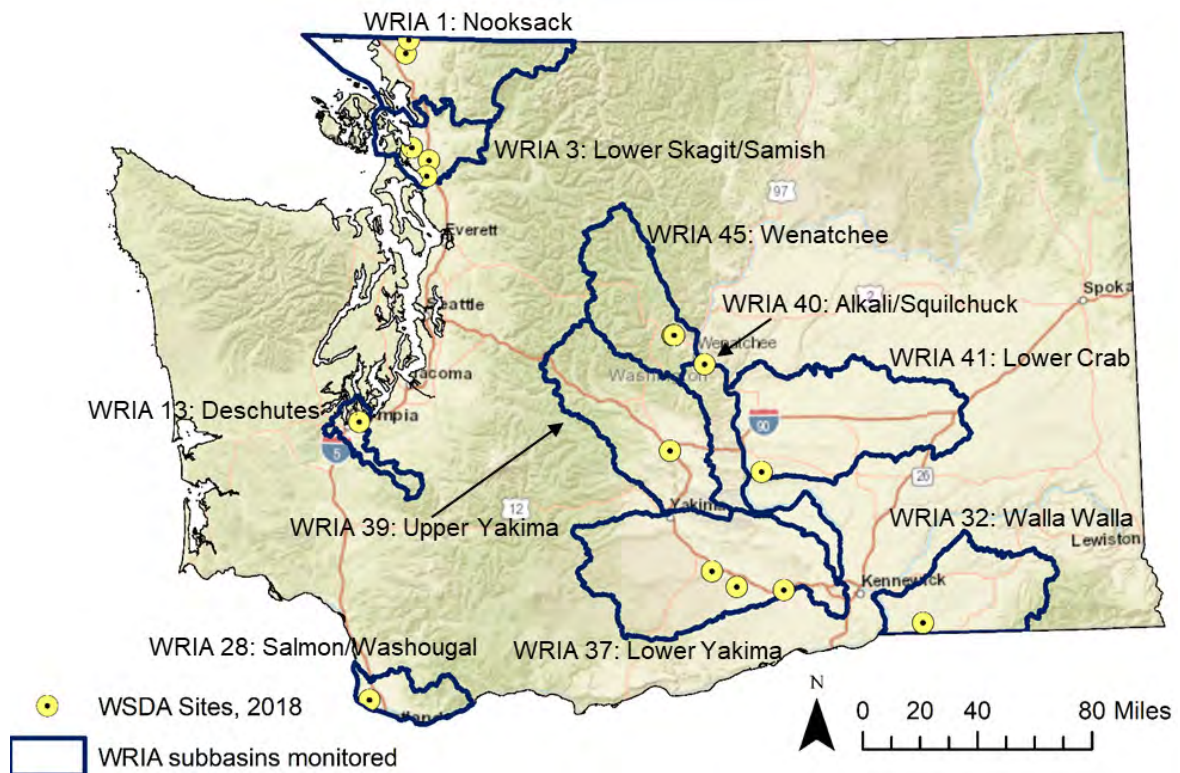 WRIA 1: Nooksack
WRIA 3: Lower Skagit/Samish
97
Everett
WRIA 45: Wenatchee
2
Spoka
Seattle
WRIA 40: Alkali/Squilchuck
Wenatchee
WRIA 41: Lower Crab
Washington
Tacoma
WRIA 13: Deschutes
mpia
90
5
26
12
WRIA 39: Upper Yakima
Yakima
WRIA 32: Walla Walla
Lewiston
Kennewick
WRIA 28: Salmon/Washougal
WRIA 37: Lower Yakima
N
WSDA Sites, 2018
0 20 40 80 Miles
WRIA subbasins monitored